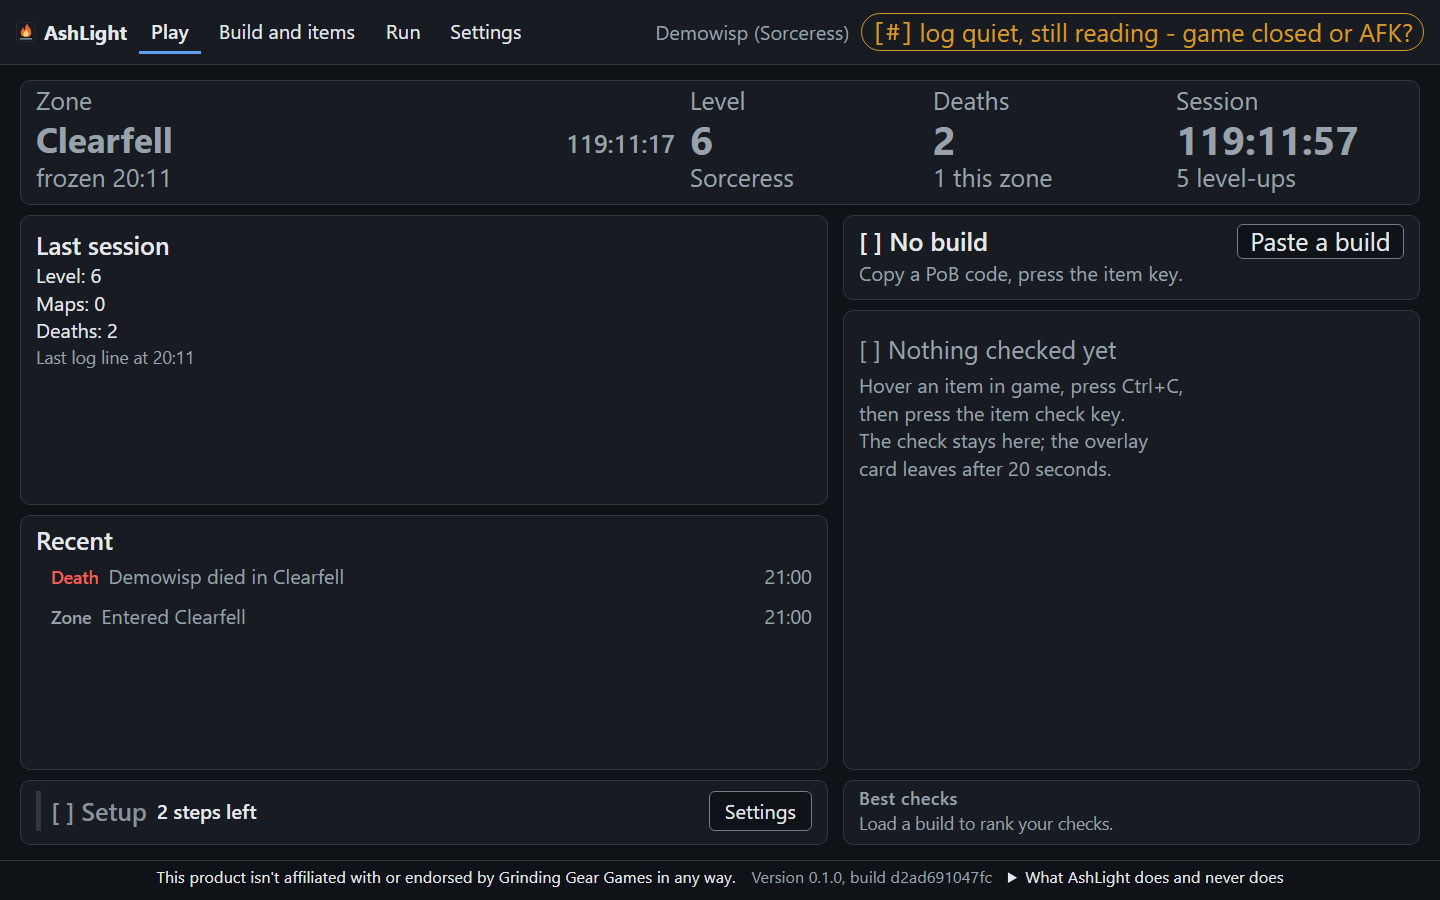 AshLight Play Build and items Run Settings Demowisp (Sorceress) [#] log quiet, still reading - game closed or AFK?
Zone
Clearfell 119:11:17
frozen 20:11
Level
6
Sorceress
Deaths
2
1 this zone
Session
119:11:57
5 level-ups
Last session
Level: 6
Maps: 0
Deaths: 2
Last log line at 20:11
[ ] No build Paste a build
Copy a PoB code, press the item key.
[ ] Nothing checked yet
Hover an item in game, press Ctrl+C,
then press the item check key.
The check stays here; the overlay
card leaves after 20 seconds.
Recent
Death Demowisp died in Clearfell 21:00
Zone Entered Clearfell 21:00
[ ] Setup 2 steps left Settings
Best checks
Load a build to rank your checks.
This product isn't affiliated with or endorsed by Grinding Gear Games in any way. Version 0.1.0, build d2ad691047fc ▶ What AshLight does and never does